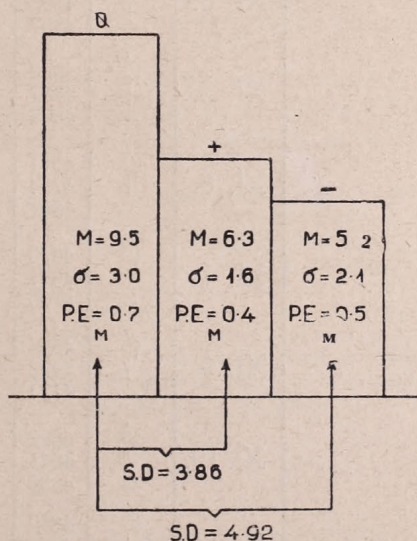 +
−
M=9·5 M=6·3 M=5 2
σ=3·0 σ=1·6 σ=2·1
P.E=0·7 P.E=0·4 P.E=0·5
M M M
S.D=3·86
S.D=4·92